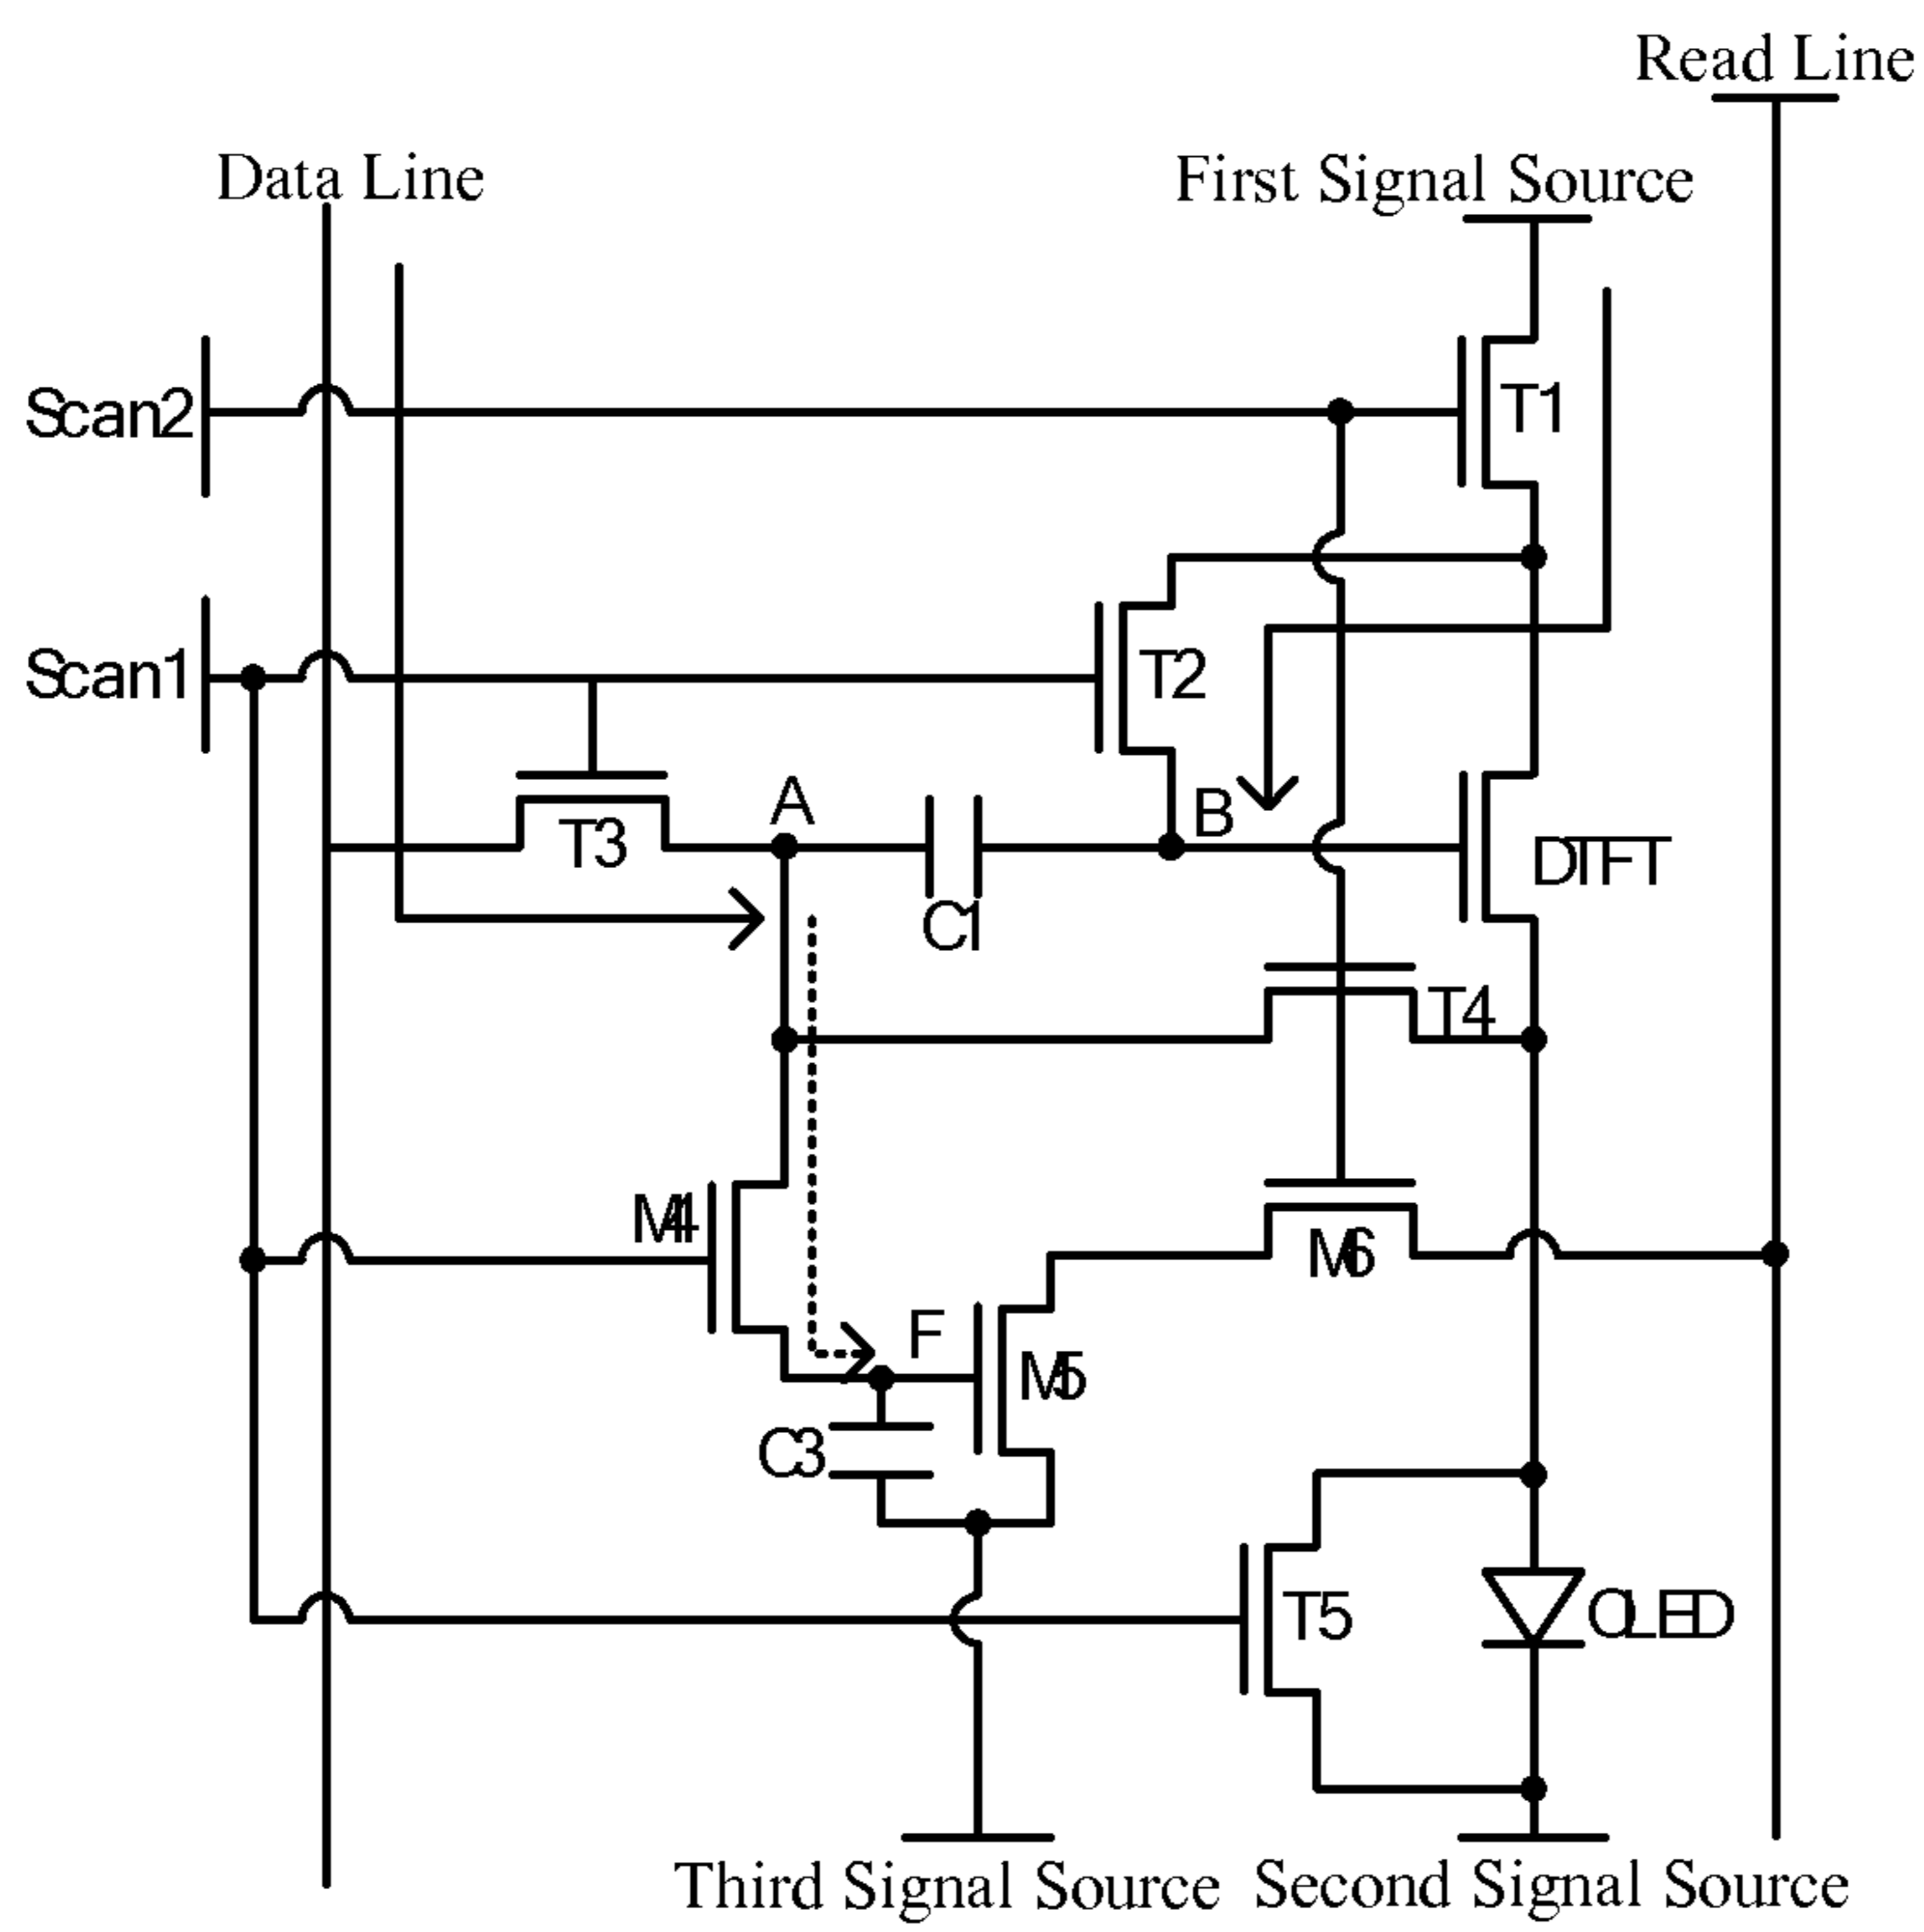 Read Line
Data Line
First Signal Source
Scan2
T1
Scan1
T2
A
B
T3
DTFT
C1
T4
M4
M6
F
M5
C3
T5
OLED
Third Signal Source
Second Signal Source